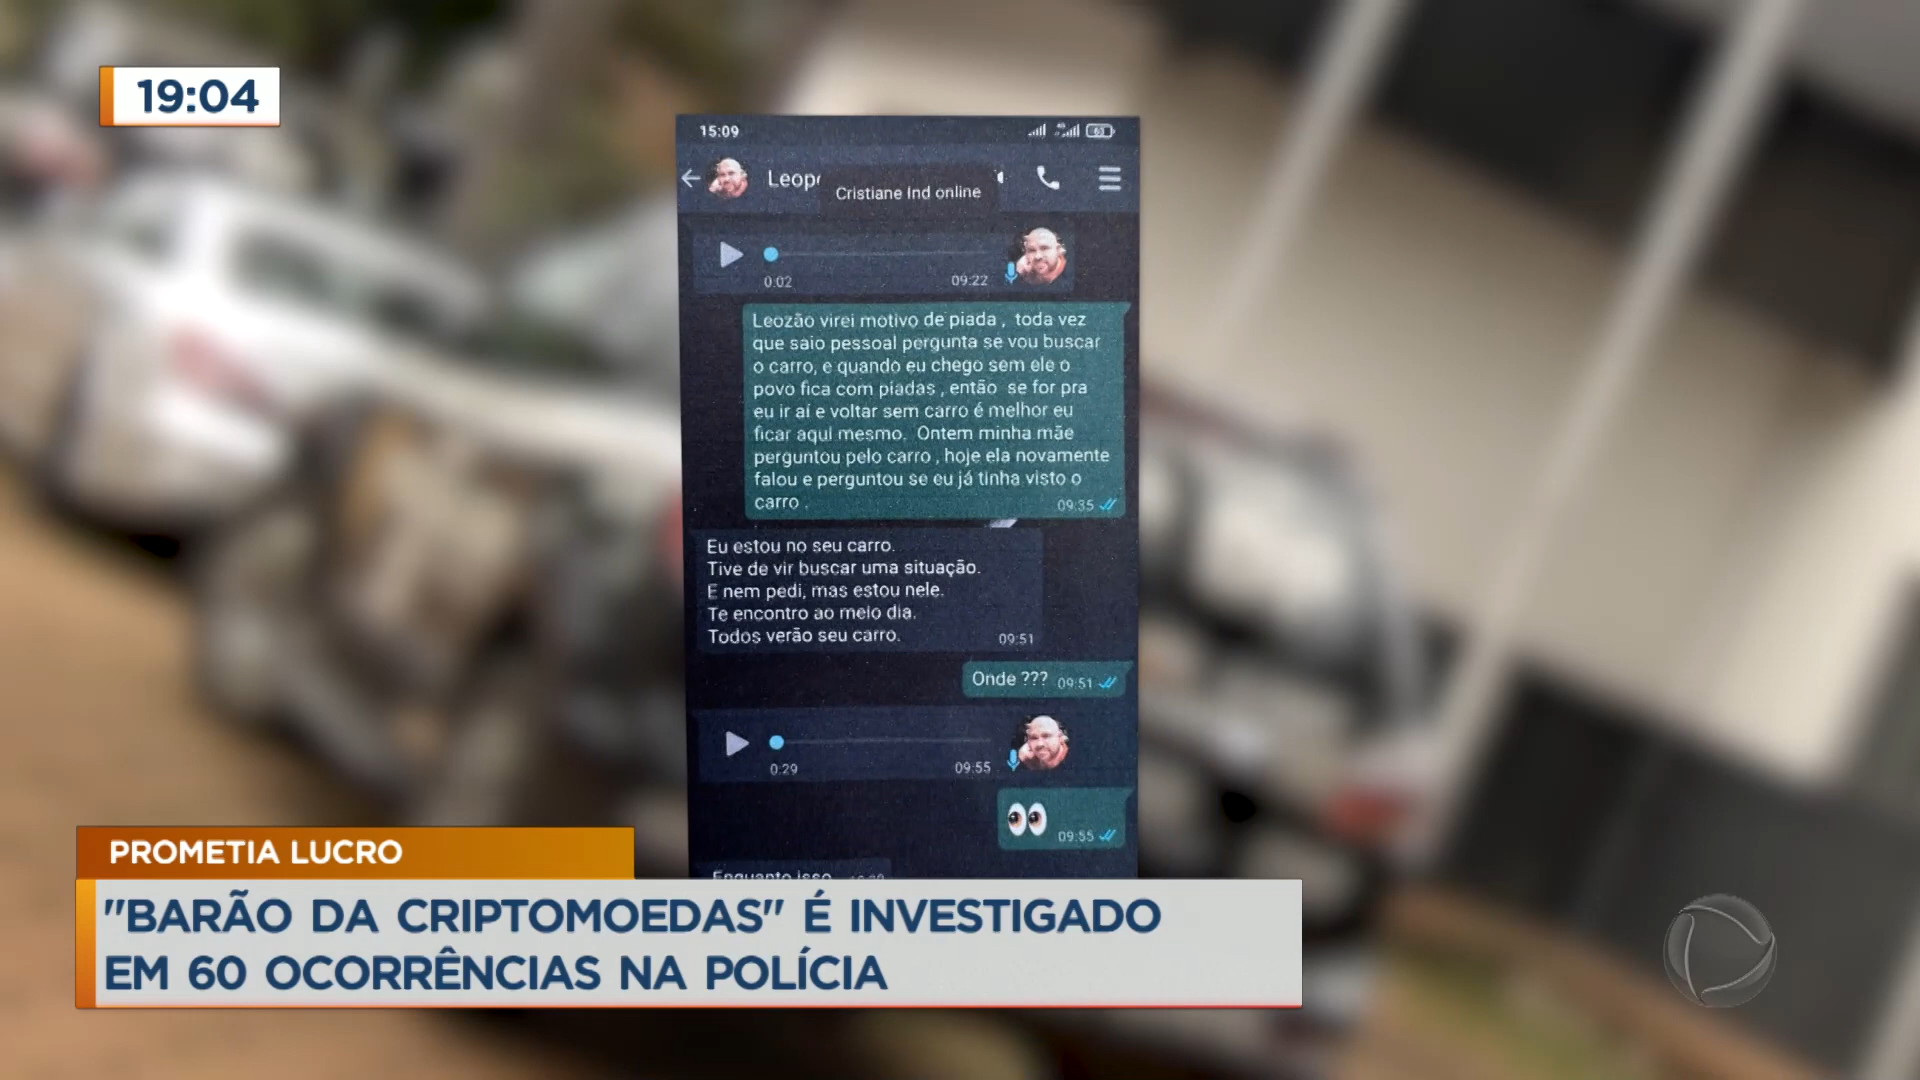 19:04
15:09
63
Leop
Cristiane Ind online
0:02
09:22
Leozão virei motivo de piada , toda vez
que saio pessoal pergunta se vou buscar
o carro, e quando eu chego sem ele o
povo fica com piadas , então se for pra
eu ir aí e voltar sem carro é melhor eu
ficar aqui mesmo. Ontem minha mãe
perguntou pelo carro , hoje ela novamente
falou e perguntou se eu já tinha visto o
carro .
09:35
Eu estou no seu carro.
Tive de vir buscar uma situação.
E nem pedi, mas estou nele.
Te encontro ao meio dia.
Todos verão seu carro.
09:51
Onde ???
09:51
0:29
09:55
09:55
Enquanto isso
PROMETIA LUCRO
"BARÃO DA CRIPTOMOEDAS" É INVESTIGADO
EM 60 OCORRÊNCIAS NA POLÍCIA